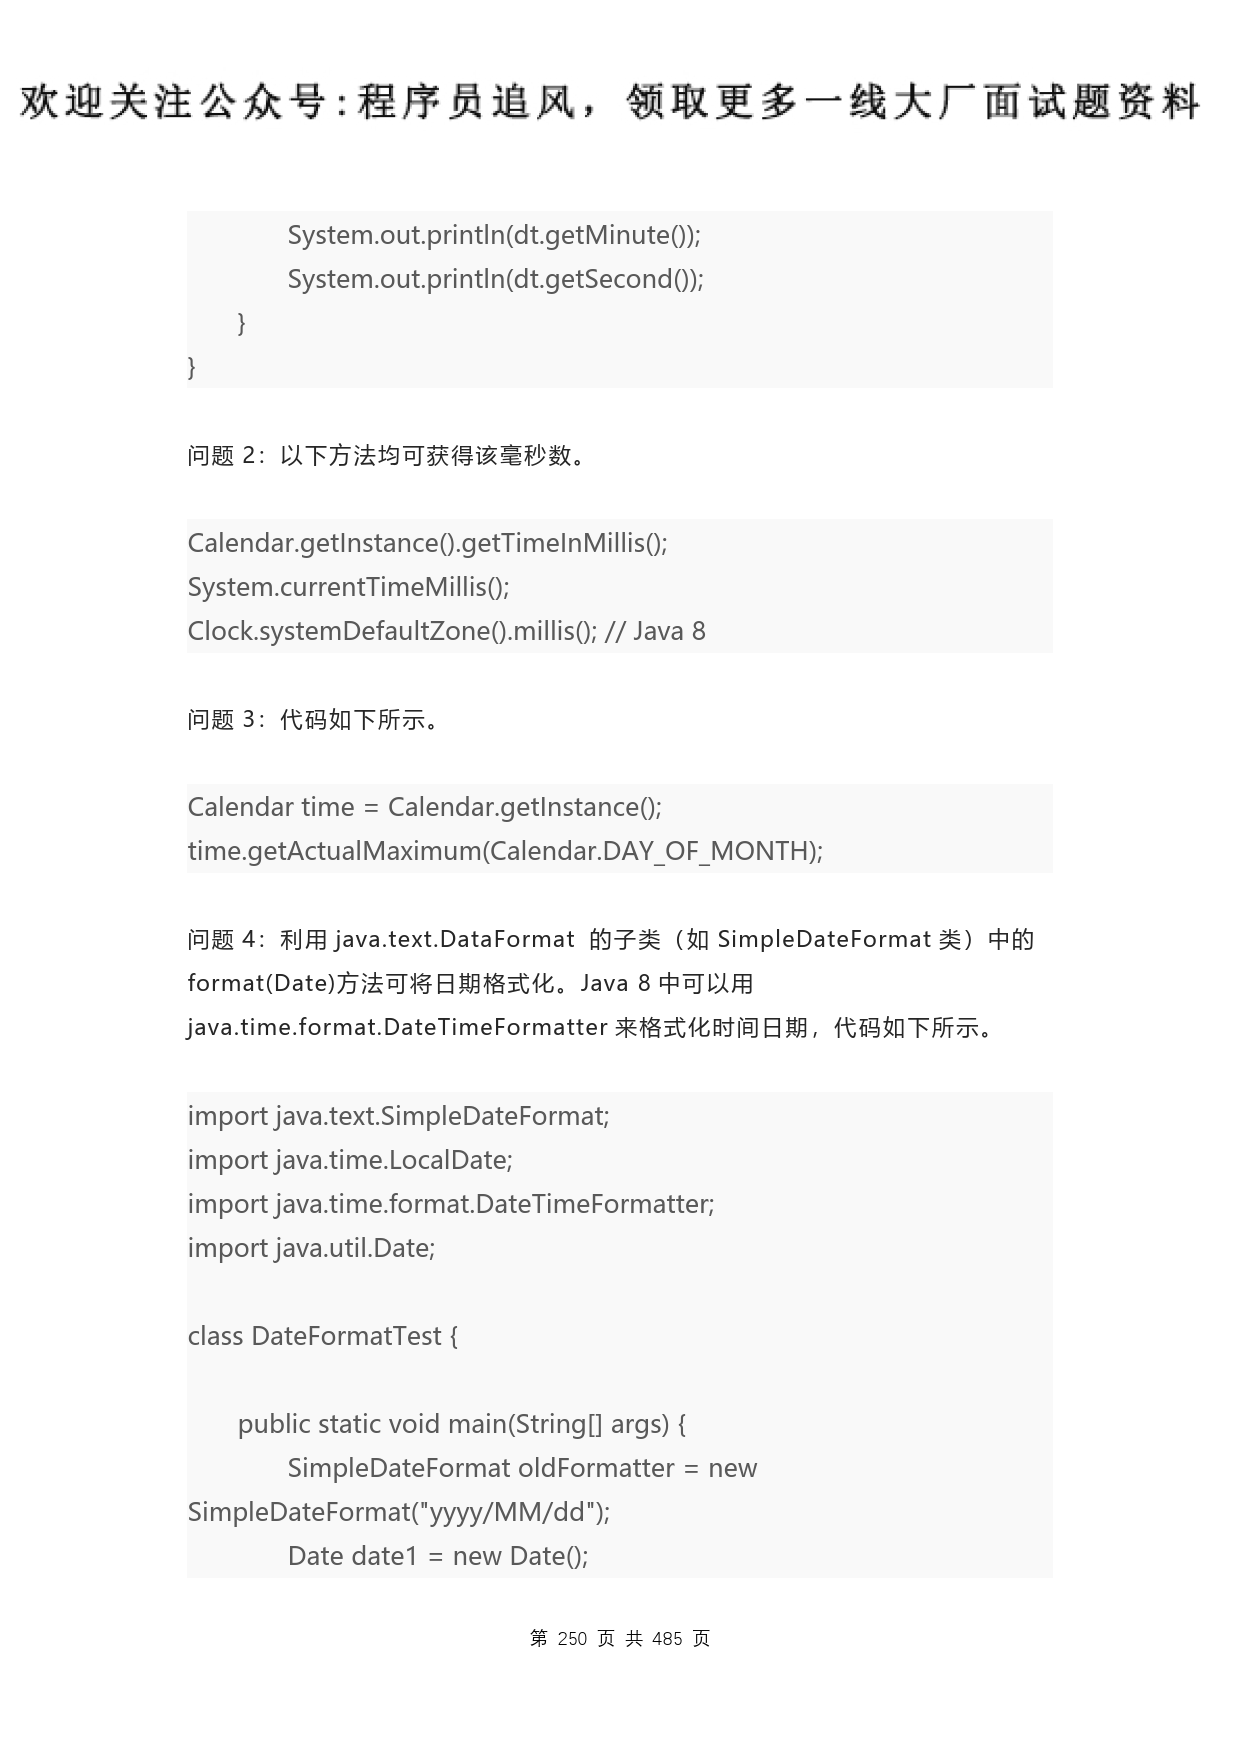 欢迎关注公众号:程序员追风，领取更多一线大厂面试题资料
System.out.println(dt.getMinute());
System.out.println(dt.getSecond());
}
}
问题 2：以下方法均可获得该毫秒数。
Calendar.getInstance().getTimeInMillis();
System.currentTimeMillis();
Clock.systemDefaultZone().millis(); // Java 8
问题 3：代码如下所示。
Calendar time = Calendar.getInstance();
time.getActualMaximum(Calendar.DAY_OF_MONTH);
问题 4：利用 java.text.DataFormat 的子类（如 SimpleDateFormat 类）中的
format(Date)方法可将日期格式化。Java 8 中可以用
java.time.format.DateTimeFormatter 来格式化时间日期，代码如下所示。
import java.text.SimpleDateFormat;
import java.time.LocalDate;
import java.time.format.DateTimeFormatter;
import java.util.Date;
class DateFormatTest {
public static void main(String[] args) {
SimpleDateFormat oldFormatter = new
SimpleDateFormat("yyyy/MM/dd");
Date date1 = new Date();
第 250 页 共 485 页